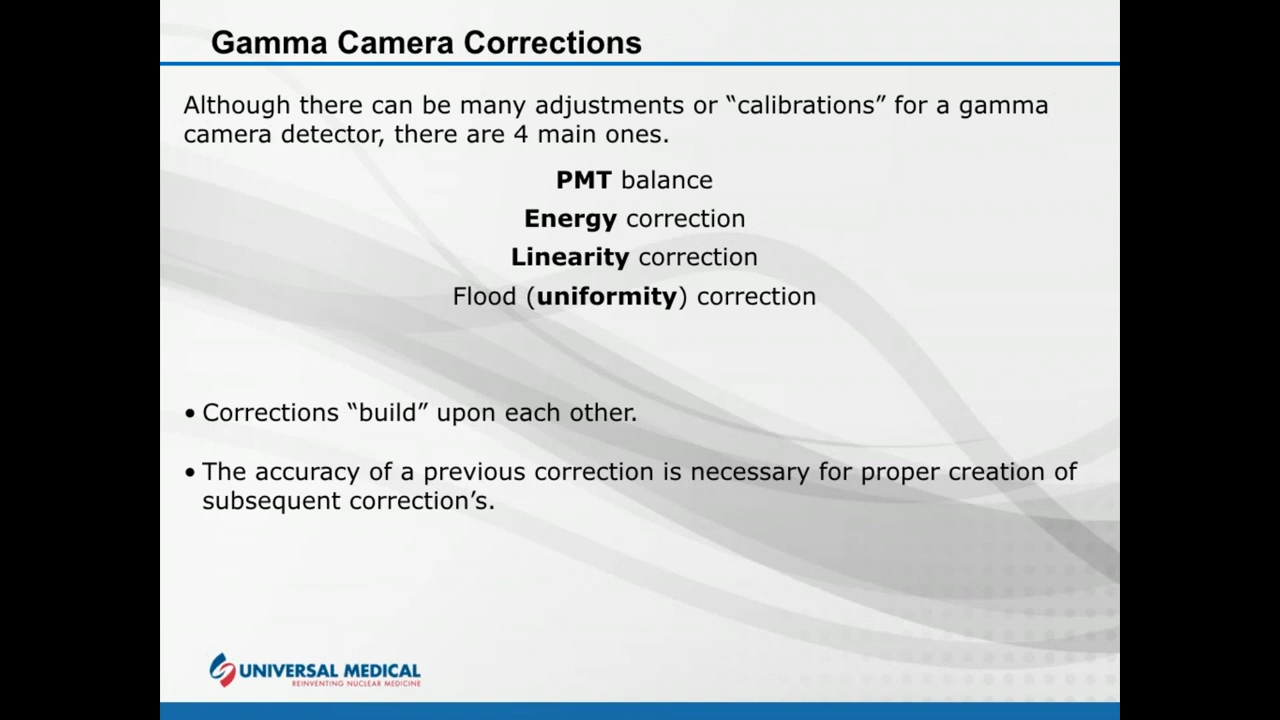 Gamma Camera Corrections
Although there can be many adjustments or “calibrations” for a gamma
camera detector, there are 4 main ones.
PMT balance
Energy correction
Linearity correction
Flood (uniformity) correction
• Corrections “build” upon each other.
• The accuracy of a previous correction is necessary for proper creation of
subsequent correction’s.
UNIVERSAL MEDICAL
REINVENTING NUCLEAR MEDICINE